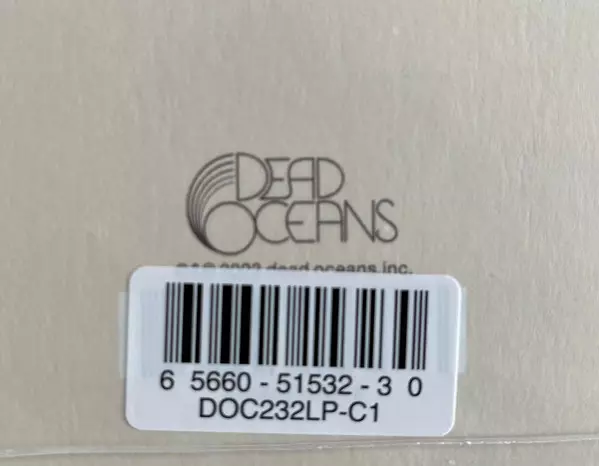 DEAD
OCEANS
dead oceans, inc.
6 5660 - 51532 - 3 0
DOC232LP-C1